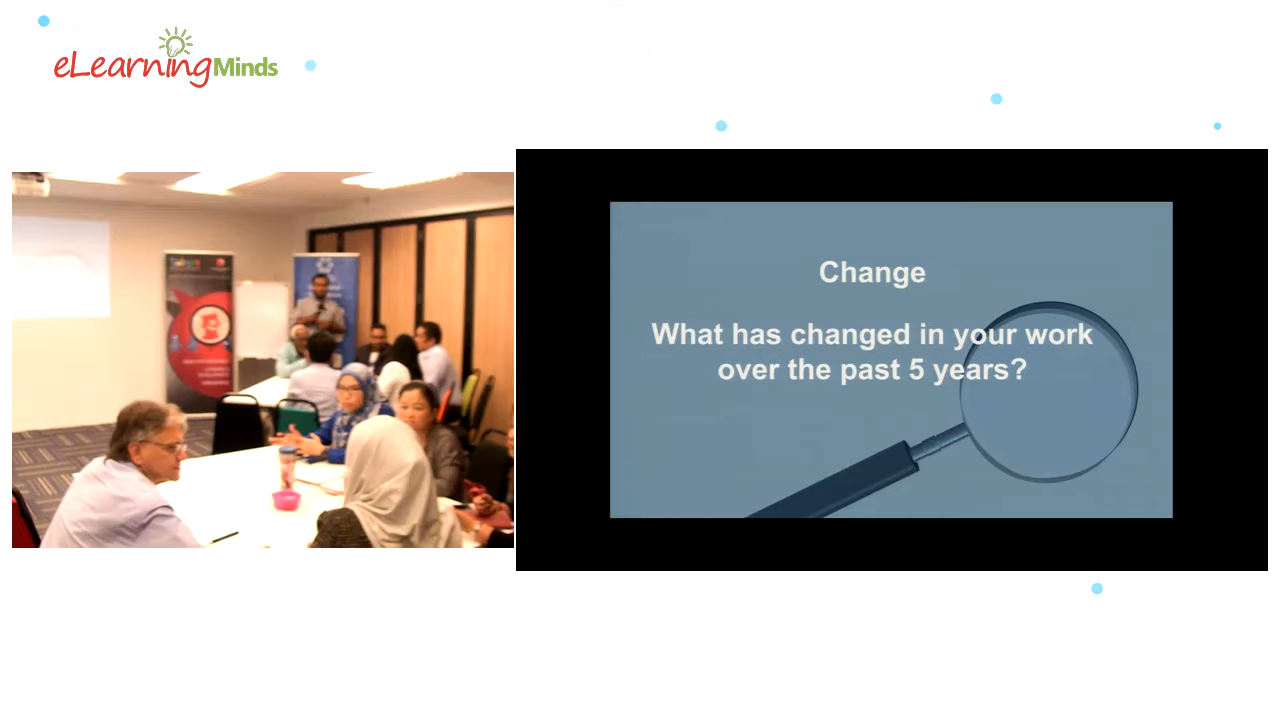 eLearningMinds
Change
What has changed in your work
over the past 5 years?